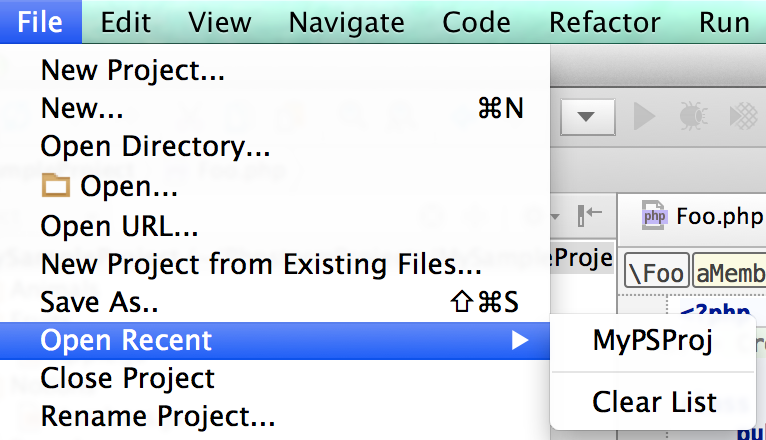 File Edit View Navigate Code Refactor Run
New Project...
New... ⌘N
Open Directory...
Open...
Open URL...
New Project from Existing Files...
Save As.. ⇧⌘S
Open Recent ▶
Close Project
Rename Project...
MyPSProj
Clear List
php Foo.php
eProje
\Foo aMemb
<?php